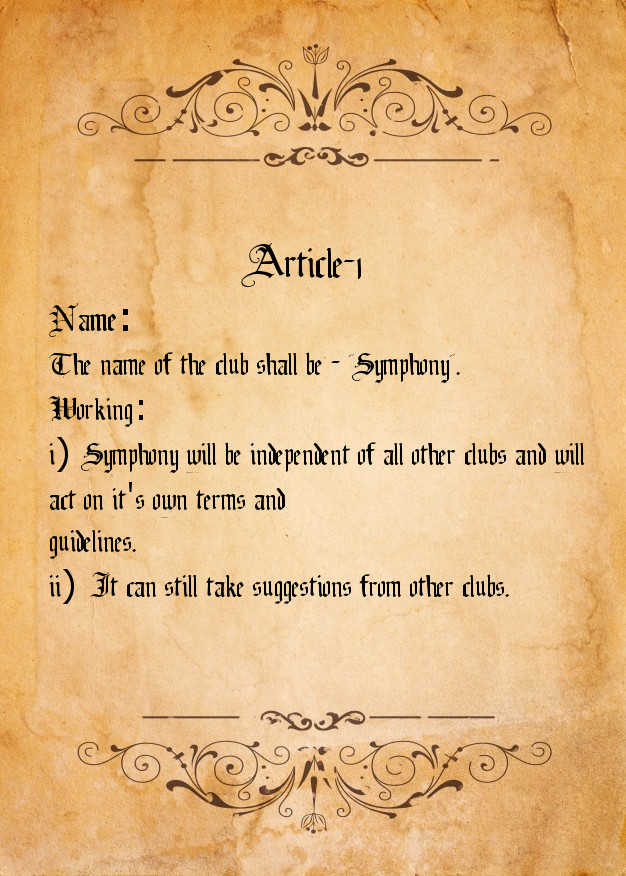 Article-1
Name:
The name of the club shall be - "Symphony".
Working:
i) Symphony will be independent of all other clubs and will
act on it's own terms and
guidelines.
ii) It can still take suggestions from other clubs.